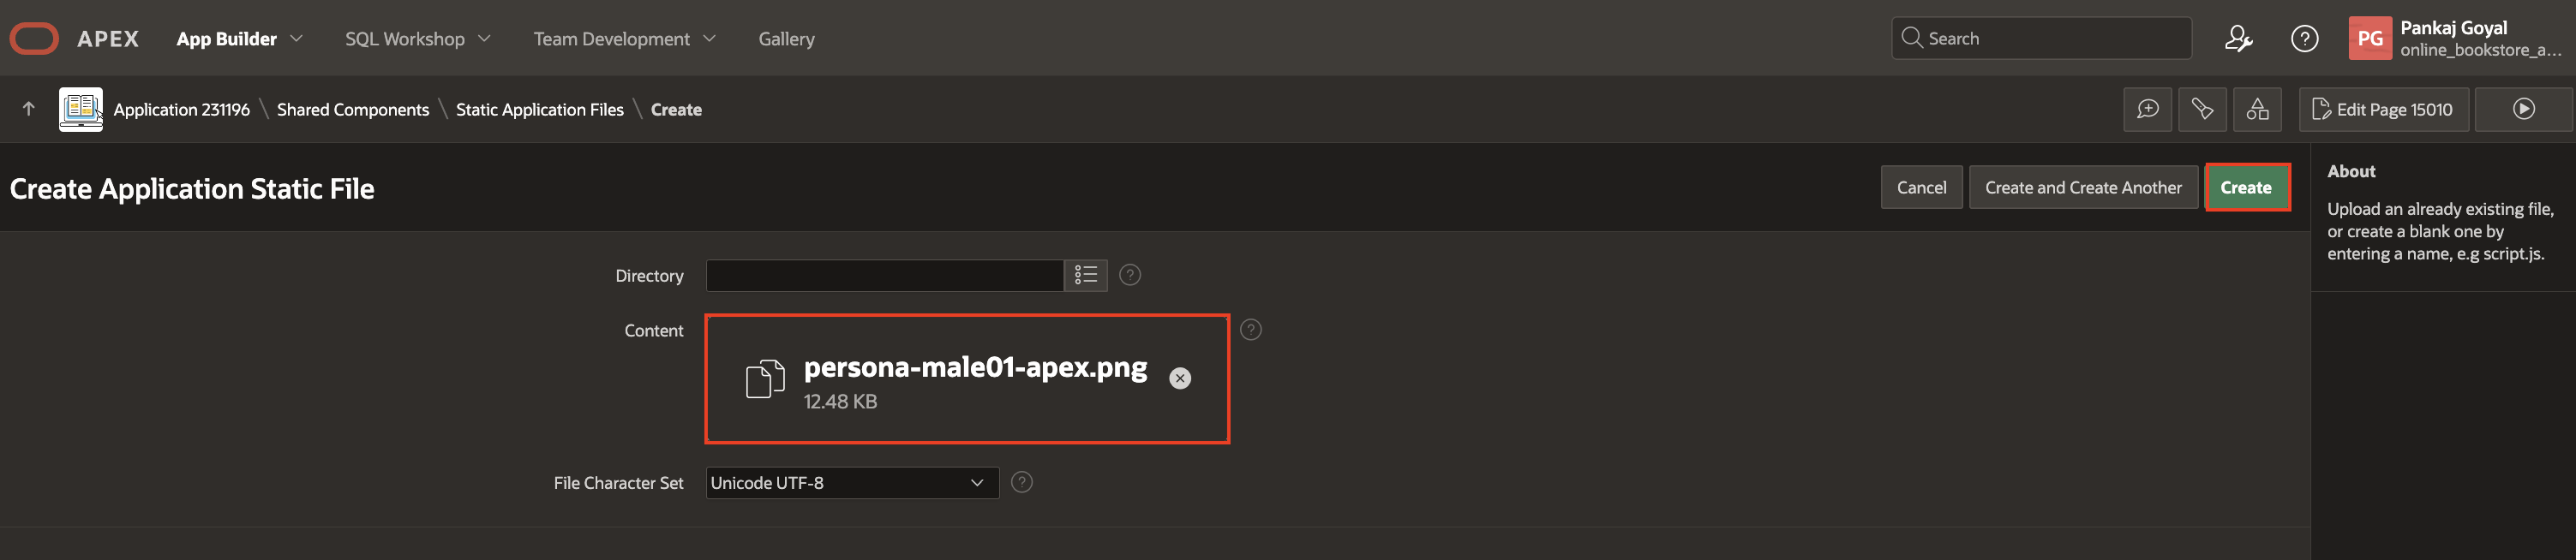 APEX App Builder SQL Workshop Team Development Gallery Search PG Pankaj Goyal
online_bookstore_a...
Application 231196 \ Shared Components \ Static Application Files \ Create Edit Page 15010
Create Application Static File Cancel Create and Create Another Create
About
Upload an already existing file,
or create a blank one by
entering a name, e.g script.js.
Directory
Content
persona-male01-apex.png
12.48 KB
File Character Set Unicode UTF-8